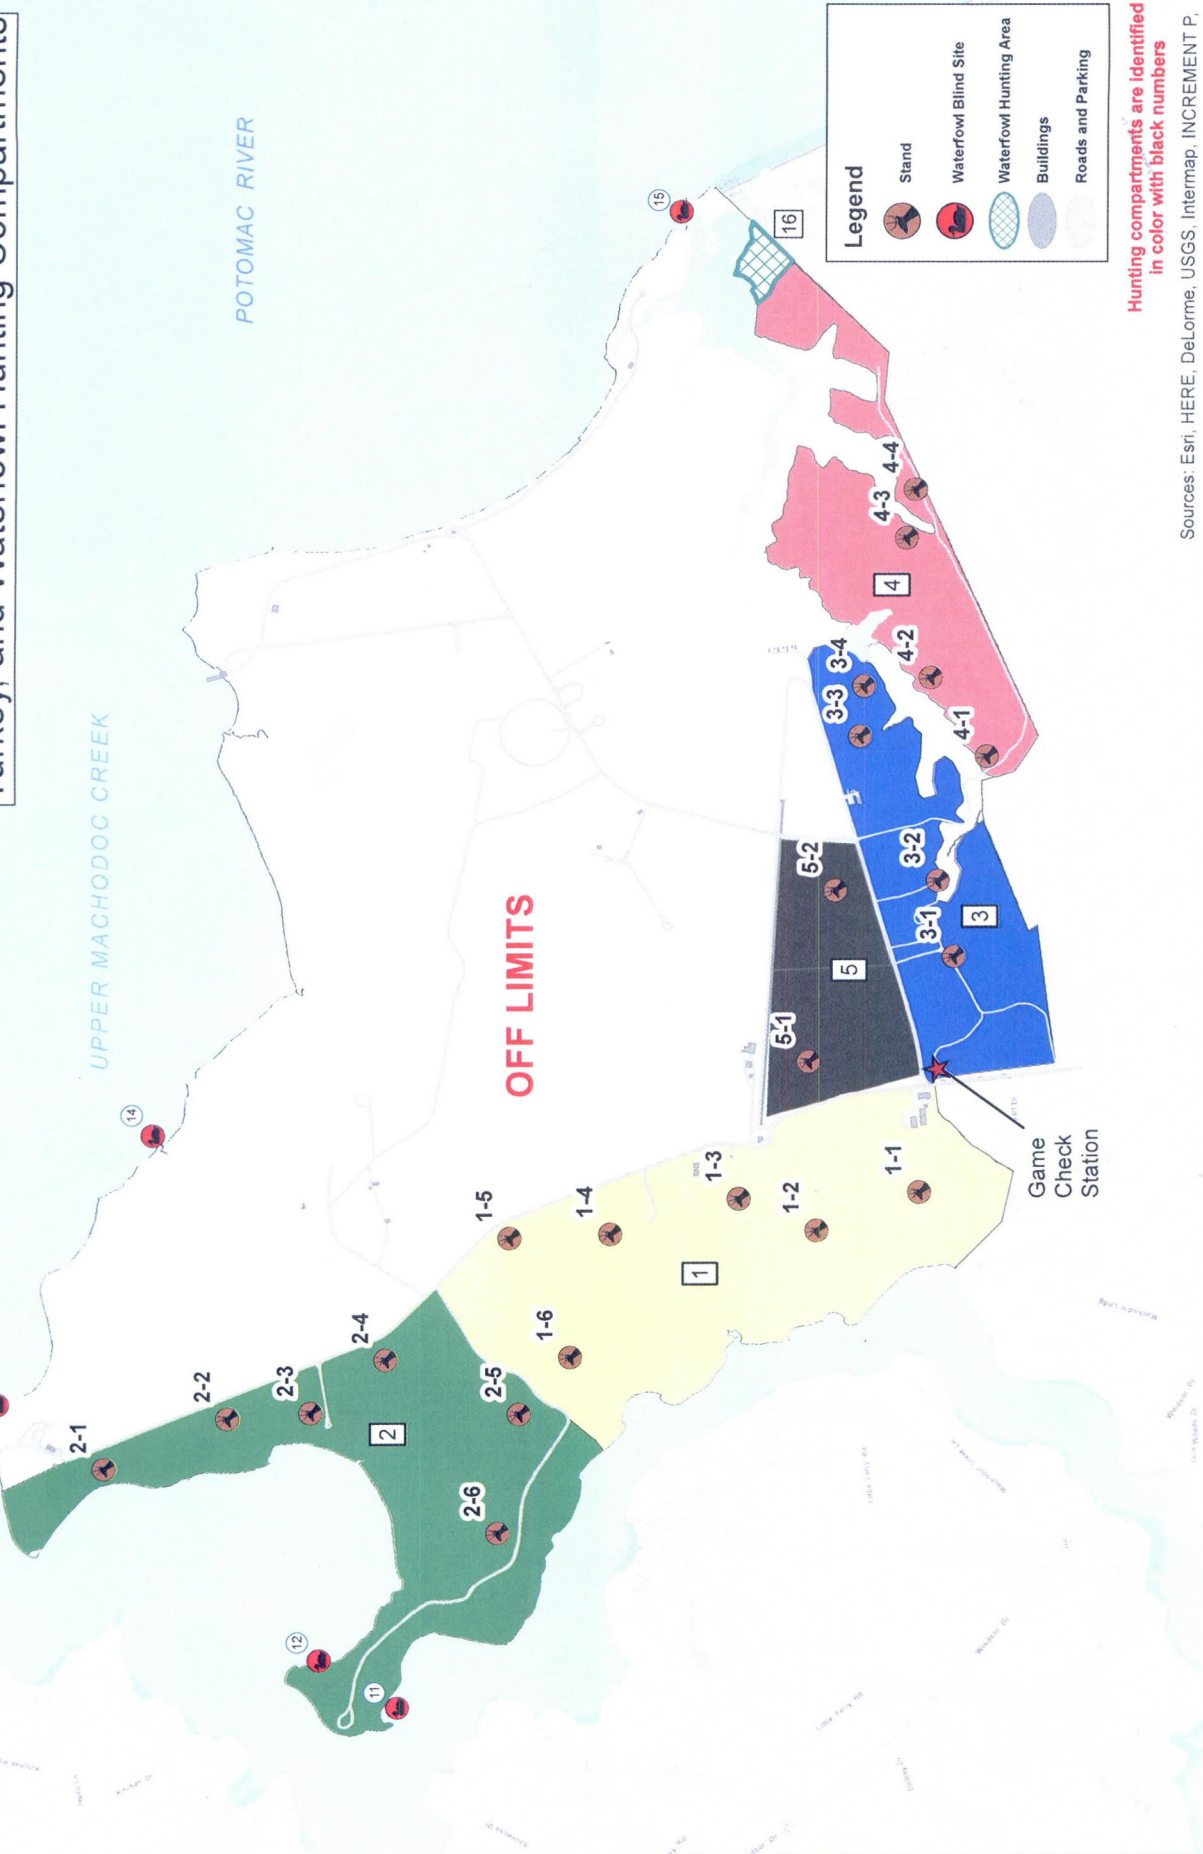 Turkey, and Waterfowl Hunting Compartments
POTOMAC RIVER
UPPER MACHODOC CREEK
OFF LIMITS
14
15
16
12
11
2-1
2-2
2-3
2-4
2-5
2-6
2
1-5
1-4
1-3
1-2
1-1
1-6
1
5-1
5-2
5
3-1
3-2
3-3
3-4
3
4-1
4-2
4-3
4-4
4
Game
Check
Station
Legend
Stand
Waterfowl Blind Site
Waterfowl Hunting Area
Buildings
Roads and Parking
Hunting compartments are identified
in color with black numbers
Sources: Esri, HERE, DeLorme, USGS, Intermap, INCREMENT P,
Windsor Dr